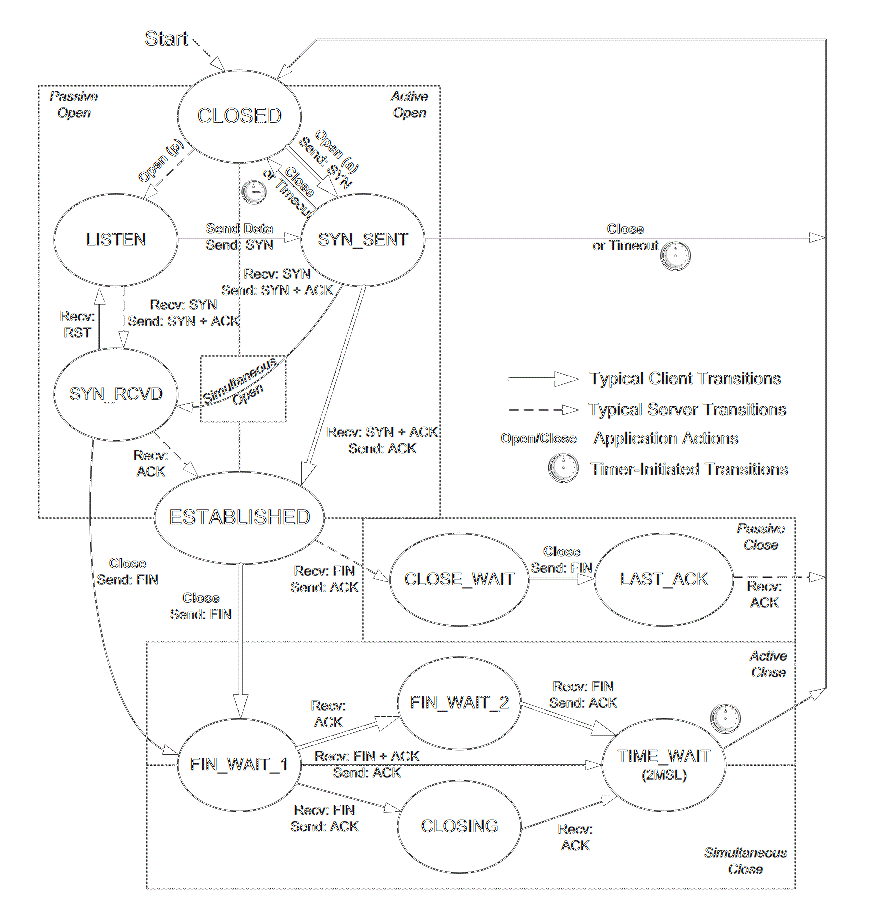 Start
Passive
Open
Active
Open
CLOSED
Open (p)
Open (a)
Send: SYN
Close
or Timeout
LISTEN
Send Data
Send: SYN
SYN_SENT
Close
or Timeout
Recv: SYN
Send: SYN + ACK
Recv:
RST
Recv: SYN
Send: SYN + ACK
SYN_RCVD
Simultaneous
Open
Typical Client Transitions
Typical Server Transitions
Open/Close Application Actions
Timer-Initiated Transitions
Recv: SYN + ACK
Send: ACK
Recv:
ACK
ESTABLISHED
Passive
Close
Close
Send: FIN
Recv: FIN
Send: ACK
CLOSE_WAIT
Close
Send: FIN
LAST_ACK
Recv:
ACK
Close
Send: FIN
Active
Close
FIN_WAIT_2
Recv:
ACK
Recv: FIN
Send: ACK
FIN_WAIT_1
Recv: FIN + ACK
Send: ACK
TIME_WAIT
(2MSL)
Recv: FIN
Send: ACK
CLOSING
Recv:
ACK
Simultaneous
Close